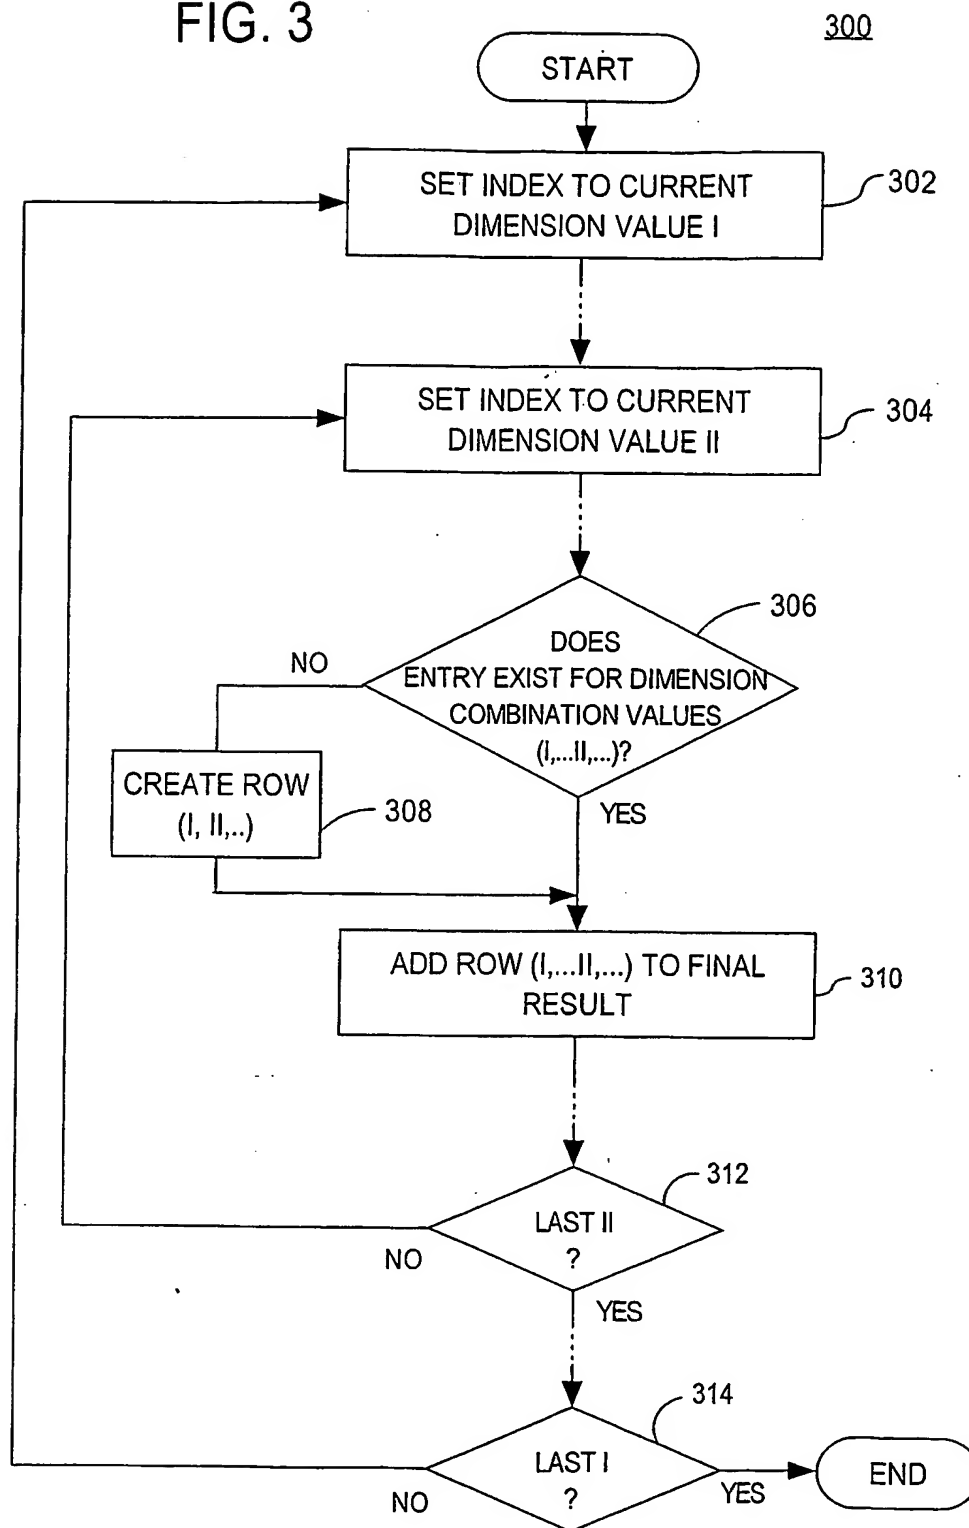 FIG. 3
300
START
SET INDEX TO CURRENT
DIMENSION VALUE I
302
SET INDEX TO CURRENT
DIMENSION VALUE II
304
306
DOES
ENTRY EXIST FOR DIMENSION
COMBINATION VALUES
(I,...II,...)?
NO
YES
CREATE ROW
(I, II,..)
308
ADD ROW (I,...II,...) TO FINAL
RESULT
310
312
LAST II
?
NO
YES
314
LAST I
?
NO
YES
END